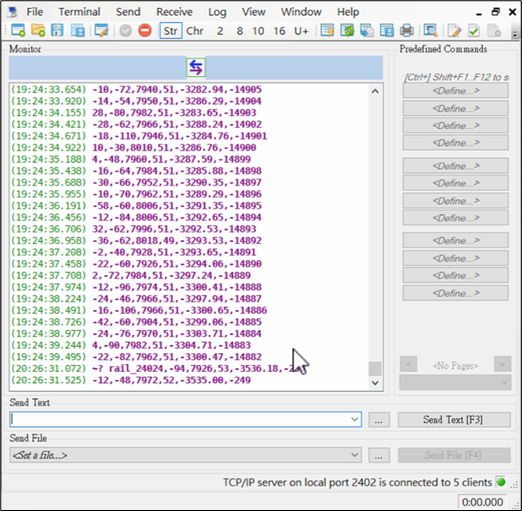 File Terminal Send Receive Log View Window Help
Str Chr 2 8 10 16 U+
Monitor
Predefined Commands
(19:24:33.654) -10,-72,7940,51,-3282.94,-14905
(19:24:33.920) -14,-54,7950,51,-3286.29,-14904
(19:24:34.155) 28,-80,7982,51,-3283.65,-14903
(19:24:34.421) -28,-62,7966,51,-3288.24,-14902
(19:24:34.671) -18,-110,7946,51,-3284.76,-14901
(19:24:34.922) 10,-30,8010,51,-3286.76,-14900
(19:24:35.188) 4,-48,7960,51,-3287.59,-14899
(19:24:35.438) -16,-64,7984,51,-3285.88,-14898
(19:24:35.688) -30,-66,7952,51,-3290.35,-14897
(19:24:35.955) -10,-70,7962,51,-3289.29,-14896
(19:24:36.191) -58,-60,8006,51,-3291.35,-14895
(19:24:36.456) -12,-84,8006,51,-3292.65,-14894
(19:24:36.706) 32,-62,7996,51,-3292.53,-14893
(19:24:36.958) -36,-62,8018,49,-3293.53,-14892
(19:24:37.208) -2,-40,7928,51,-3293.65,-14891
(19:24:37.458) -22,-60,7926,51,-3294.06,-14890
(19:24:37.708) 2,-72,7984,51,-3297.24,-14889
(19:24:37.974) -12,-96,7974,51,-3300.41,-14888
(19:24:38.224) -24,-46,7966,51,-3297.94,-14887
(19:24:38.491) -16,-106,7966,51,-3300.65,-14886
(19:24:38.726) -42,-60,7904,51,-3299.06,-14885
(19:24:38.977) -24,-76,7970,51,-3303.71,-14884
(19:24:39.244) 4,-90,7982,51,-3304.71,-14883
(19:24:39.495) -22,-82,7962,51,-3300.47,-14882
(20:26:31.072) ~? rail_24024,-94,7926,53,-3536.18,
(20:26:31.525) -12,-48,7972,52,-3535.00,-249
[Ctrl+] Shift+F1...F12 to s
<Define...>
<Define...>
<Define...>
<Define...>
<Define...>
<Define...>
<Define...>
<Define...>
<Define...>
<Define...>
<Define...>
<Define...>
< <No Pages> >
Send Text
... Send Text [F3]
Send File
<Set a file...> ... Send File [F4]
TCP/IP server on local port 2402 is connected to 5 clients
0:00.000